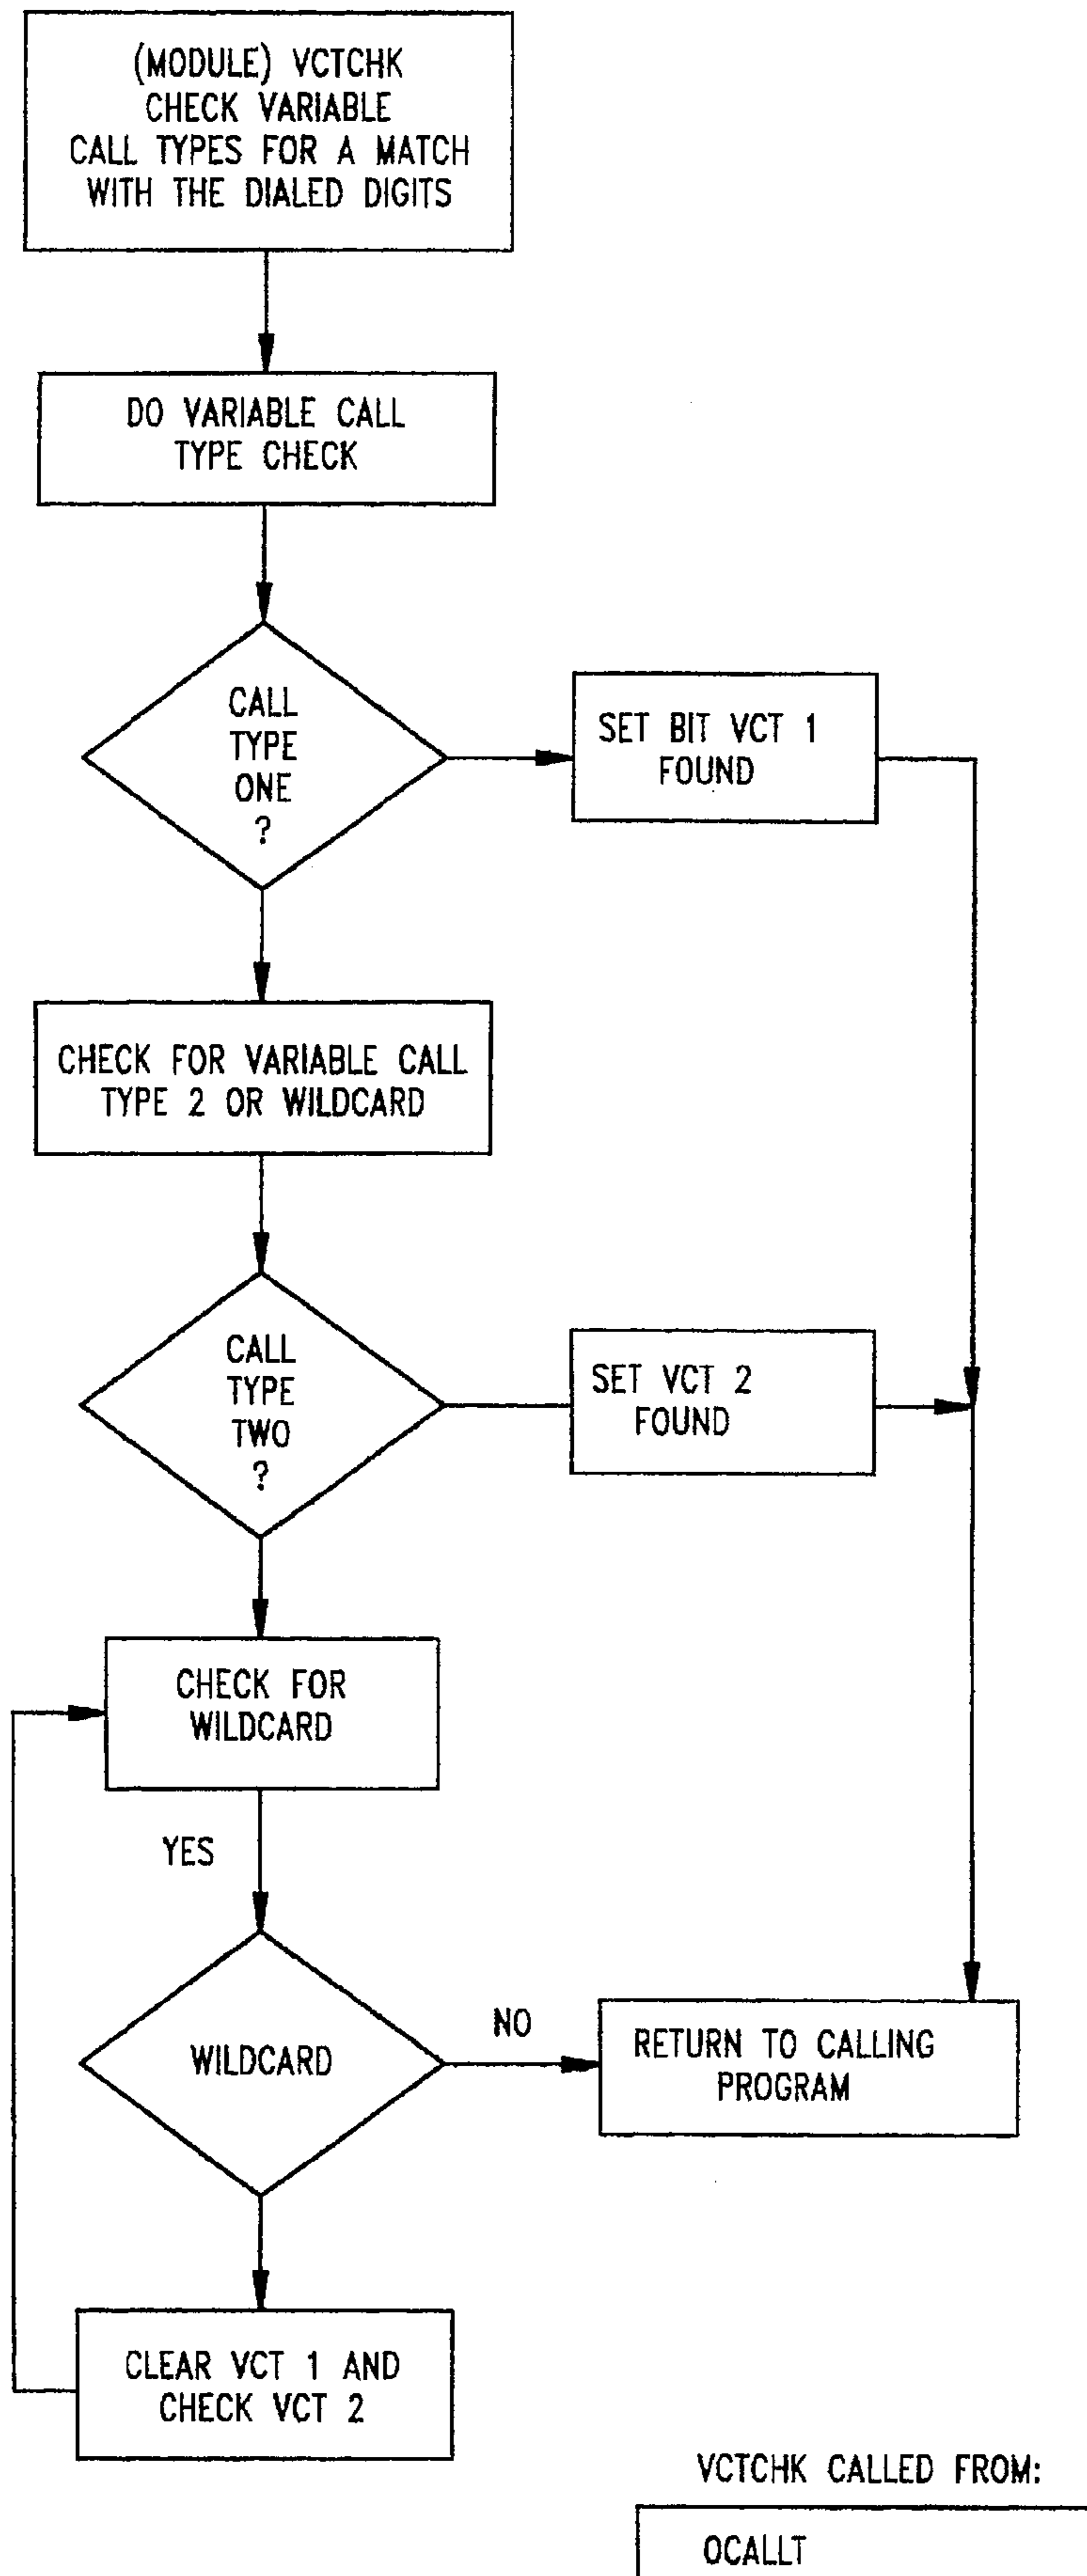 (MODULE) VCTCHK
CHECK VARIABLE
CALL TYPES FOR A MATCH
WITH THE DIALED DIGITS
DO VARIABLE CALL
TYPE CHECK
CALL
TYPE
ONE
?
SET BIT VCT 1
FOUND
CHECK FOR VARIABLE CALL
TYPE 2 OR WILDCARD
CALL
TYPE
TWO
?
SET VCT 2
FOUND
CHECK FOR
WILDCARD
YES
WILDCARD
NO
RETURN TO CALLING
PROGRAM
CLEAR VCT 1 AND
CHECK VCT 2
VCTCHK CALLED FROM:
OCALLT